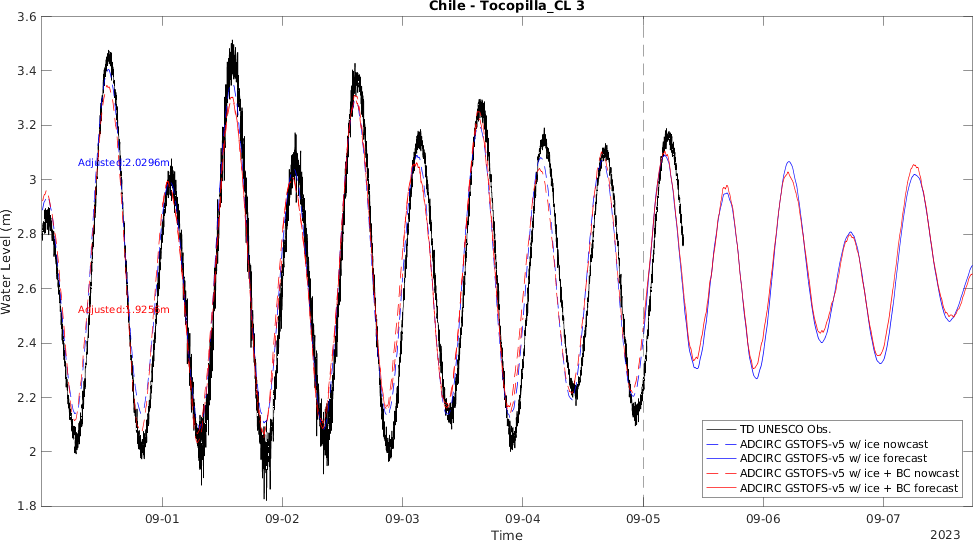 Chile - Tocopilla_CL 3
3.6
3.4
3.2
3
2.8
2.6
2.4
2.2
2
1.8
Water Level (m)
Adjusted:2.0296m
Adjusted:1.9256m
TD UNESCO Obs.
ADCIRC GSTOFS-v5 w/ ice nowcast
ADCIRC GSTOFS-v5 w/ ice forecast
ADCIRC GSTOFS-v5 w/ ice + BC nowcast
ADCIRC GSTOFS-v5 w/ ice + BC forecast
09-01 09-02 09-03 09-04 09-05 09-06 09-07
Time
2023